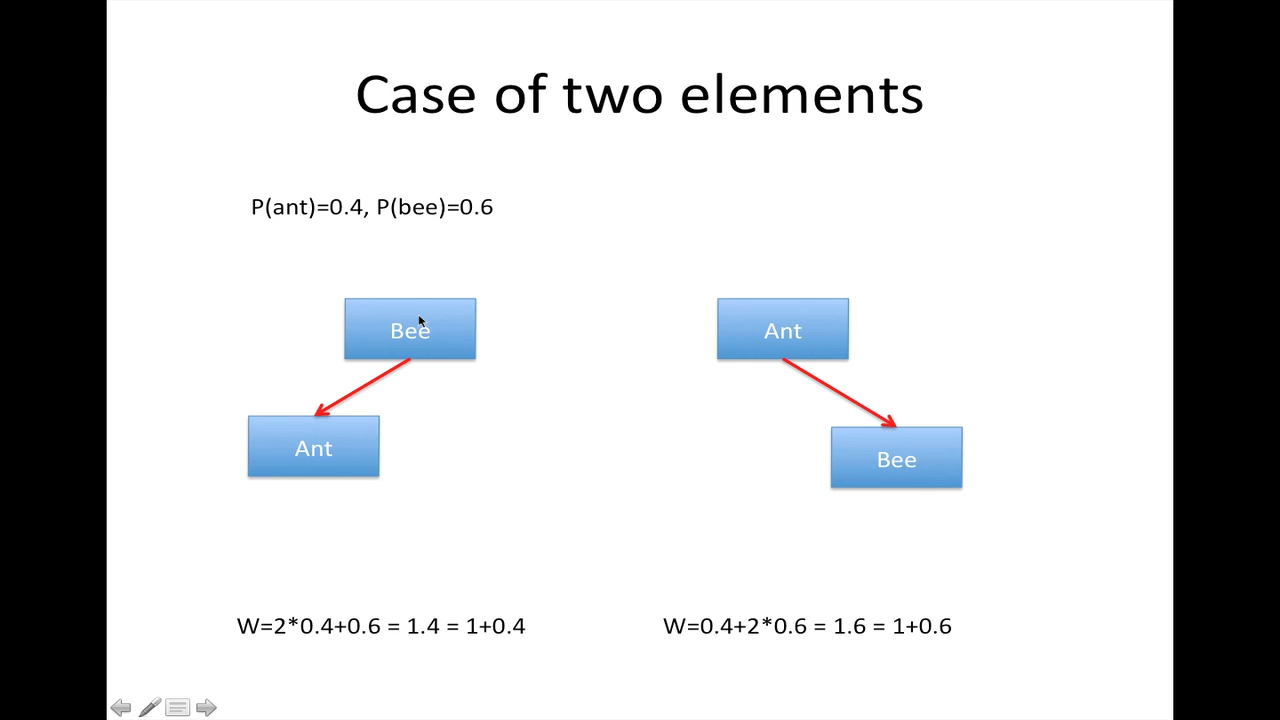 Case of two elements
P(ant)=0.4, P(bee)=0.6
Bee
Ant
Ant
Bee
W=2*0.4+0.6 = 1.4 = 1+0.4
W=0.4+2*0.6 = 1.6 = 1+0.6